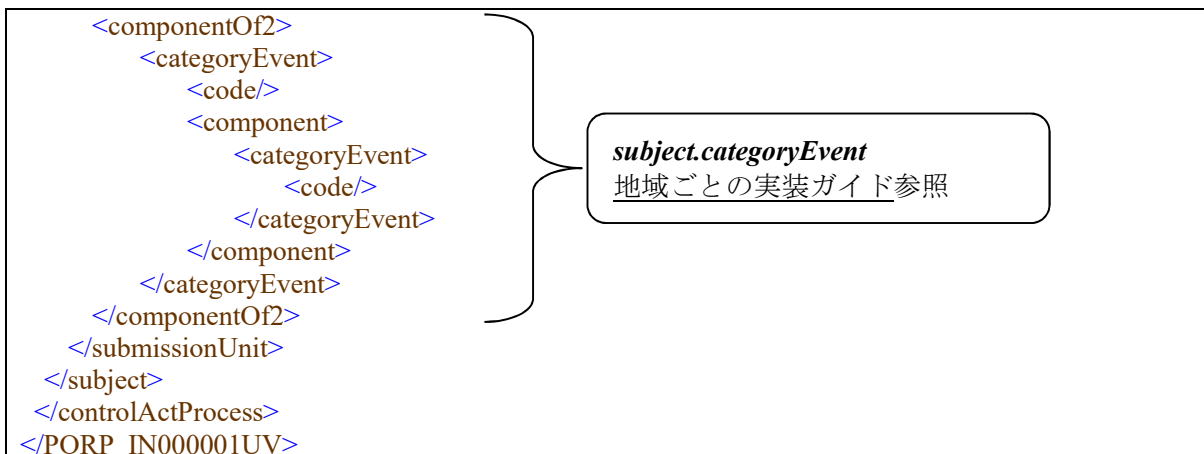 <componentOf2>
<categoryEvent>
<code/>
<component>
<categoryEvent>
<code/>
</categoryEvent>
</component>
</categoryEvent>
</componentOf2>
</submissionUnit>
</subject>
</controlActProcess>
</PORP_IN000001UV>
subject.categoryEvent
地域ごとの実装ガイド参照